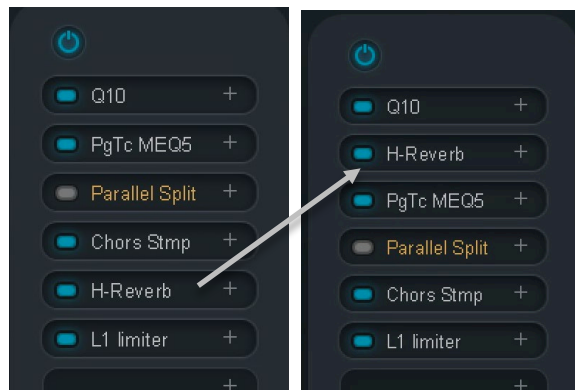 Q10
PgTc MEQ5
Parallel Split
Chors Stmp
H-Reverb
L1 limiter
Q10
H-Reverb
PgTc MEQ5
Parallel Split
Chors Stmp
L1 limiter